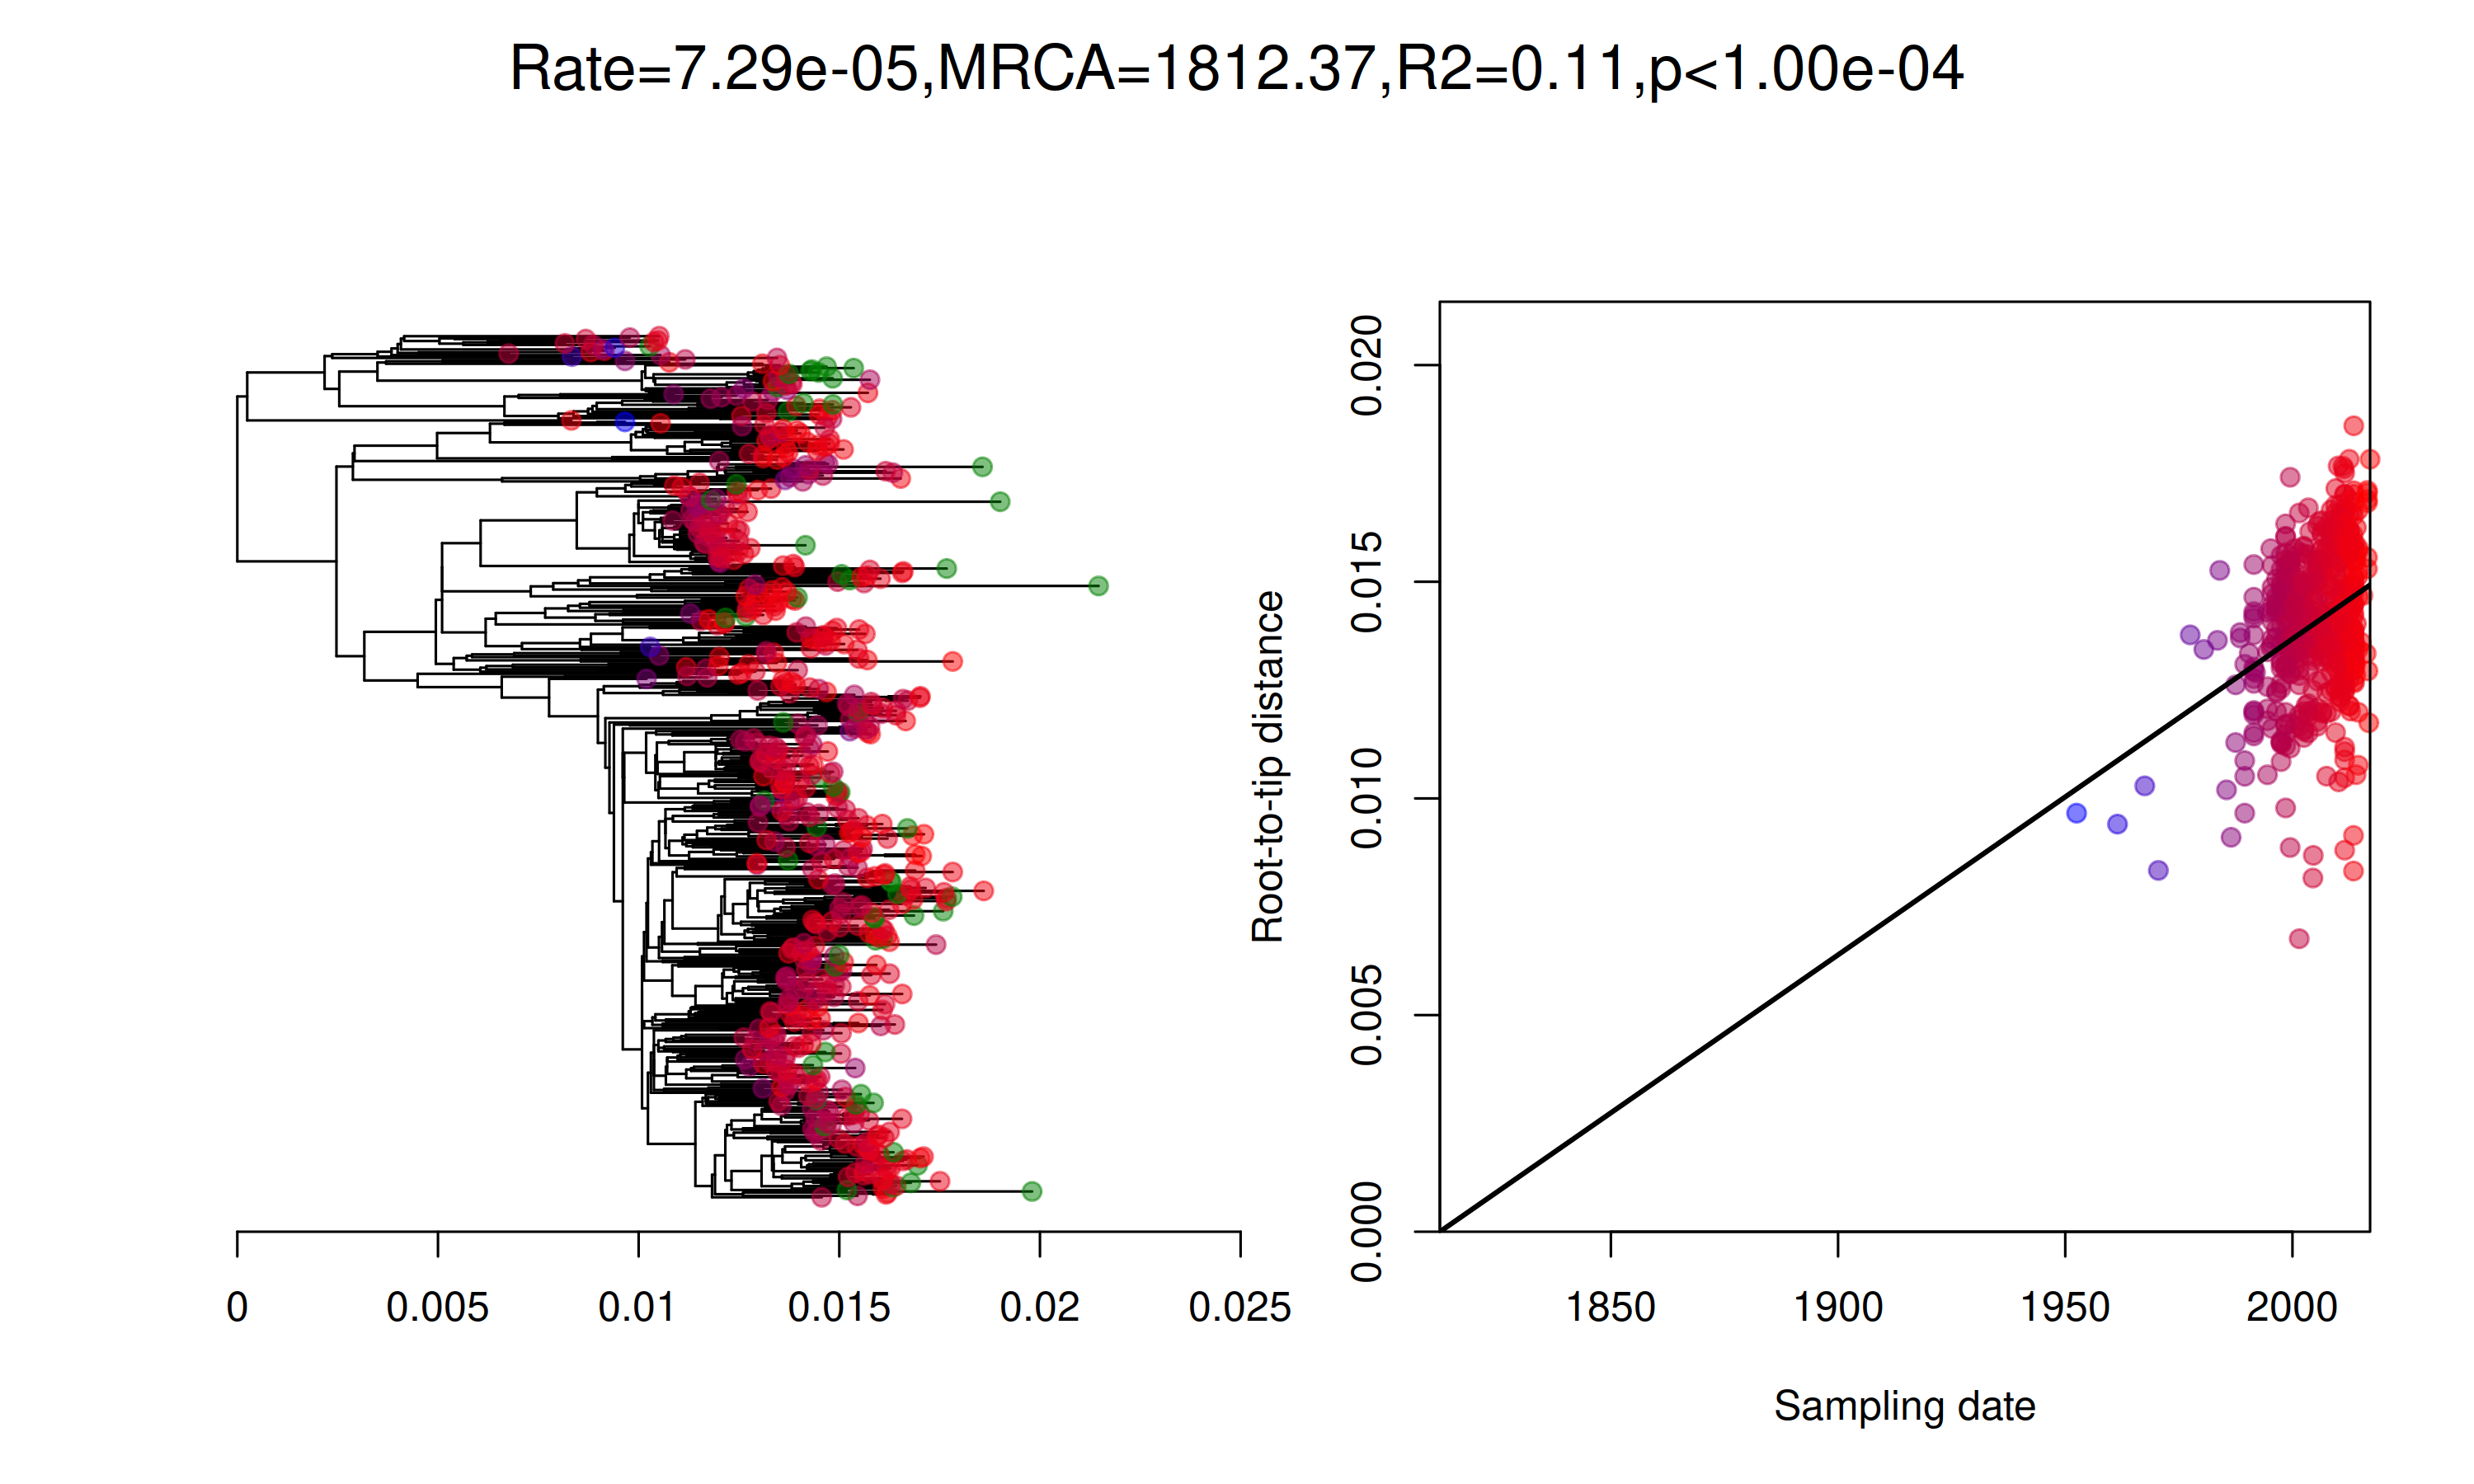 Rate=7.29e-05,MRCA=1812.37,R2=0.11,p<1.00e-04
0 0.005 0.01 0.015 0.02 0.025
Root-to-tip distance
0.000 0.005 0.010 0.015 0.020
1850 1900 1950 2000
Sampling date